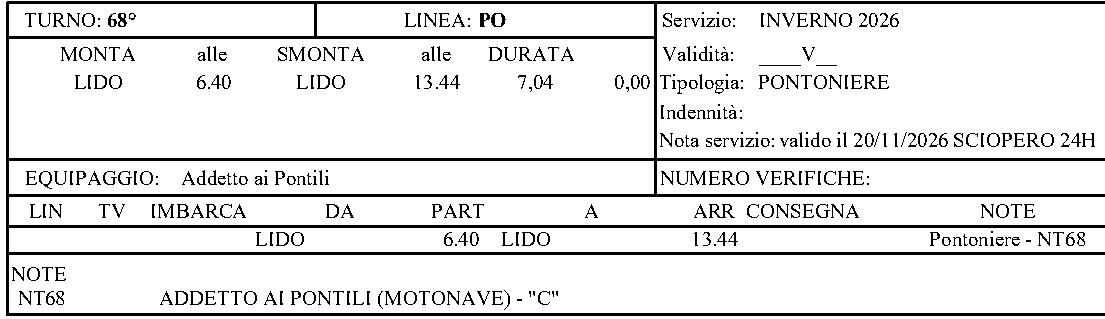 TURNO: 68° LINEA: PO Servizio: INVERNO 2026
MONTA alle SMONTA alle DURATA Validità: ____V__
LIDO 6.40 LIDO 13.44 7,04 0,00 Tipologia: PONTONIERE
Indennità:
Nota servizio: valido il 20/11/2026 SCIOPERO 24H
EQUIPAGGIO: Addetto ai Pontili NUMERO VERIFICHE:
LIN TV IMBARCA DA PART A ARR CONSEGNA NOTE
LIDO 6.40 LIDO 13.44 Pontoniere - NT68
NOTE
NT68 ADDETTO AI PONTILI (MOTONAVE) - "C"